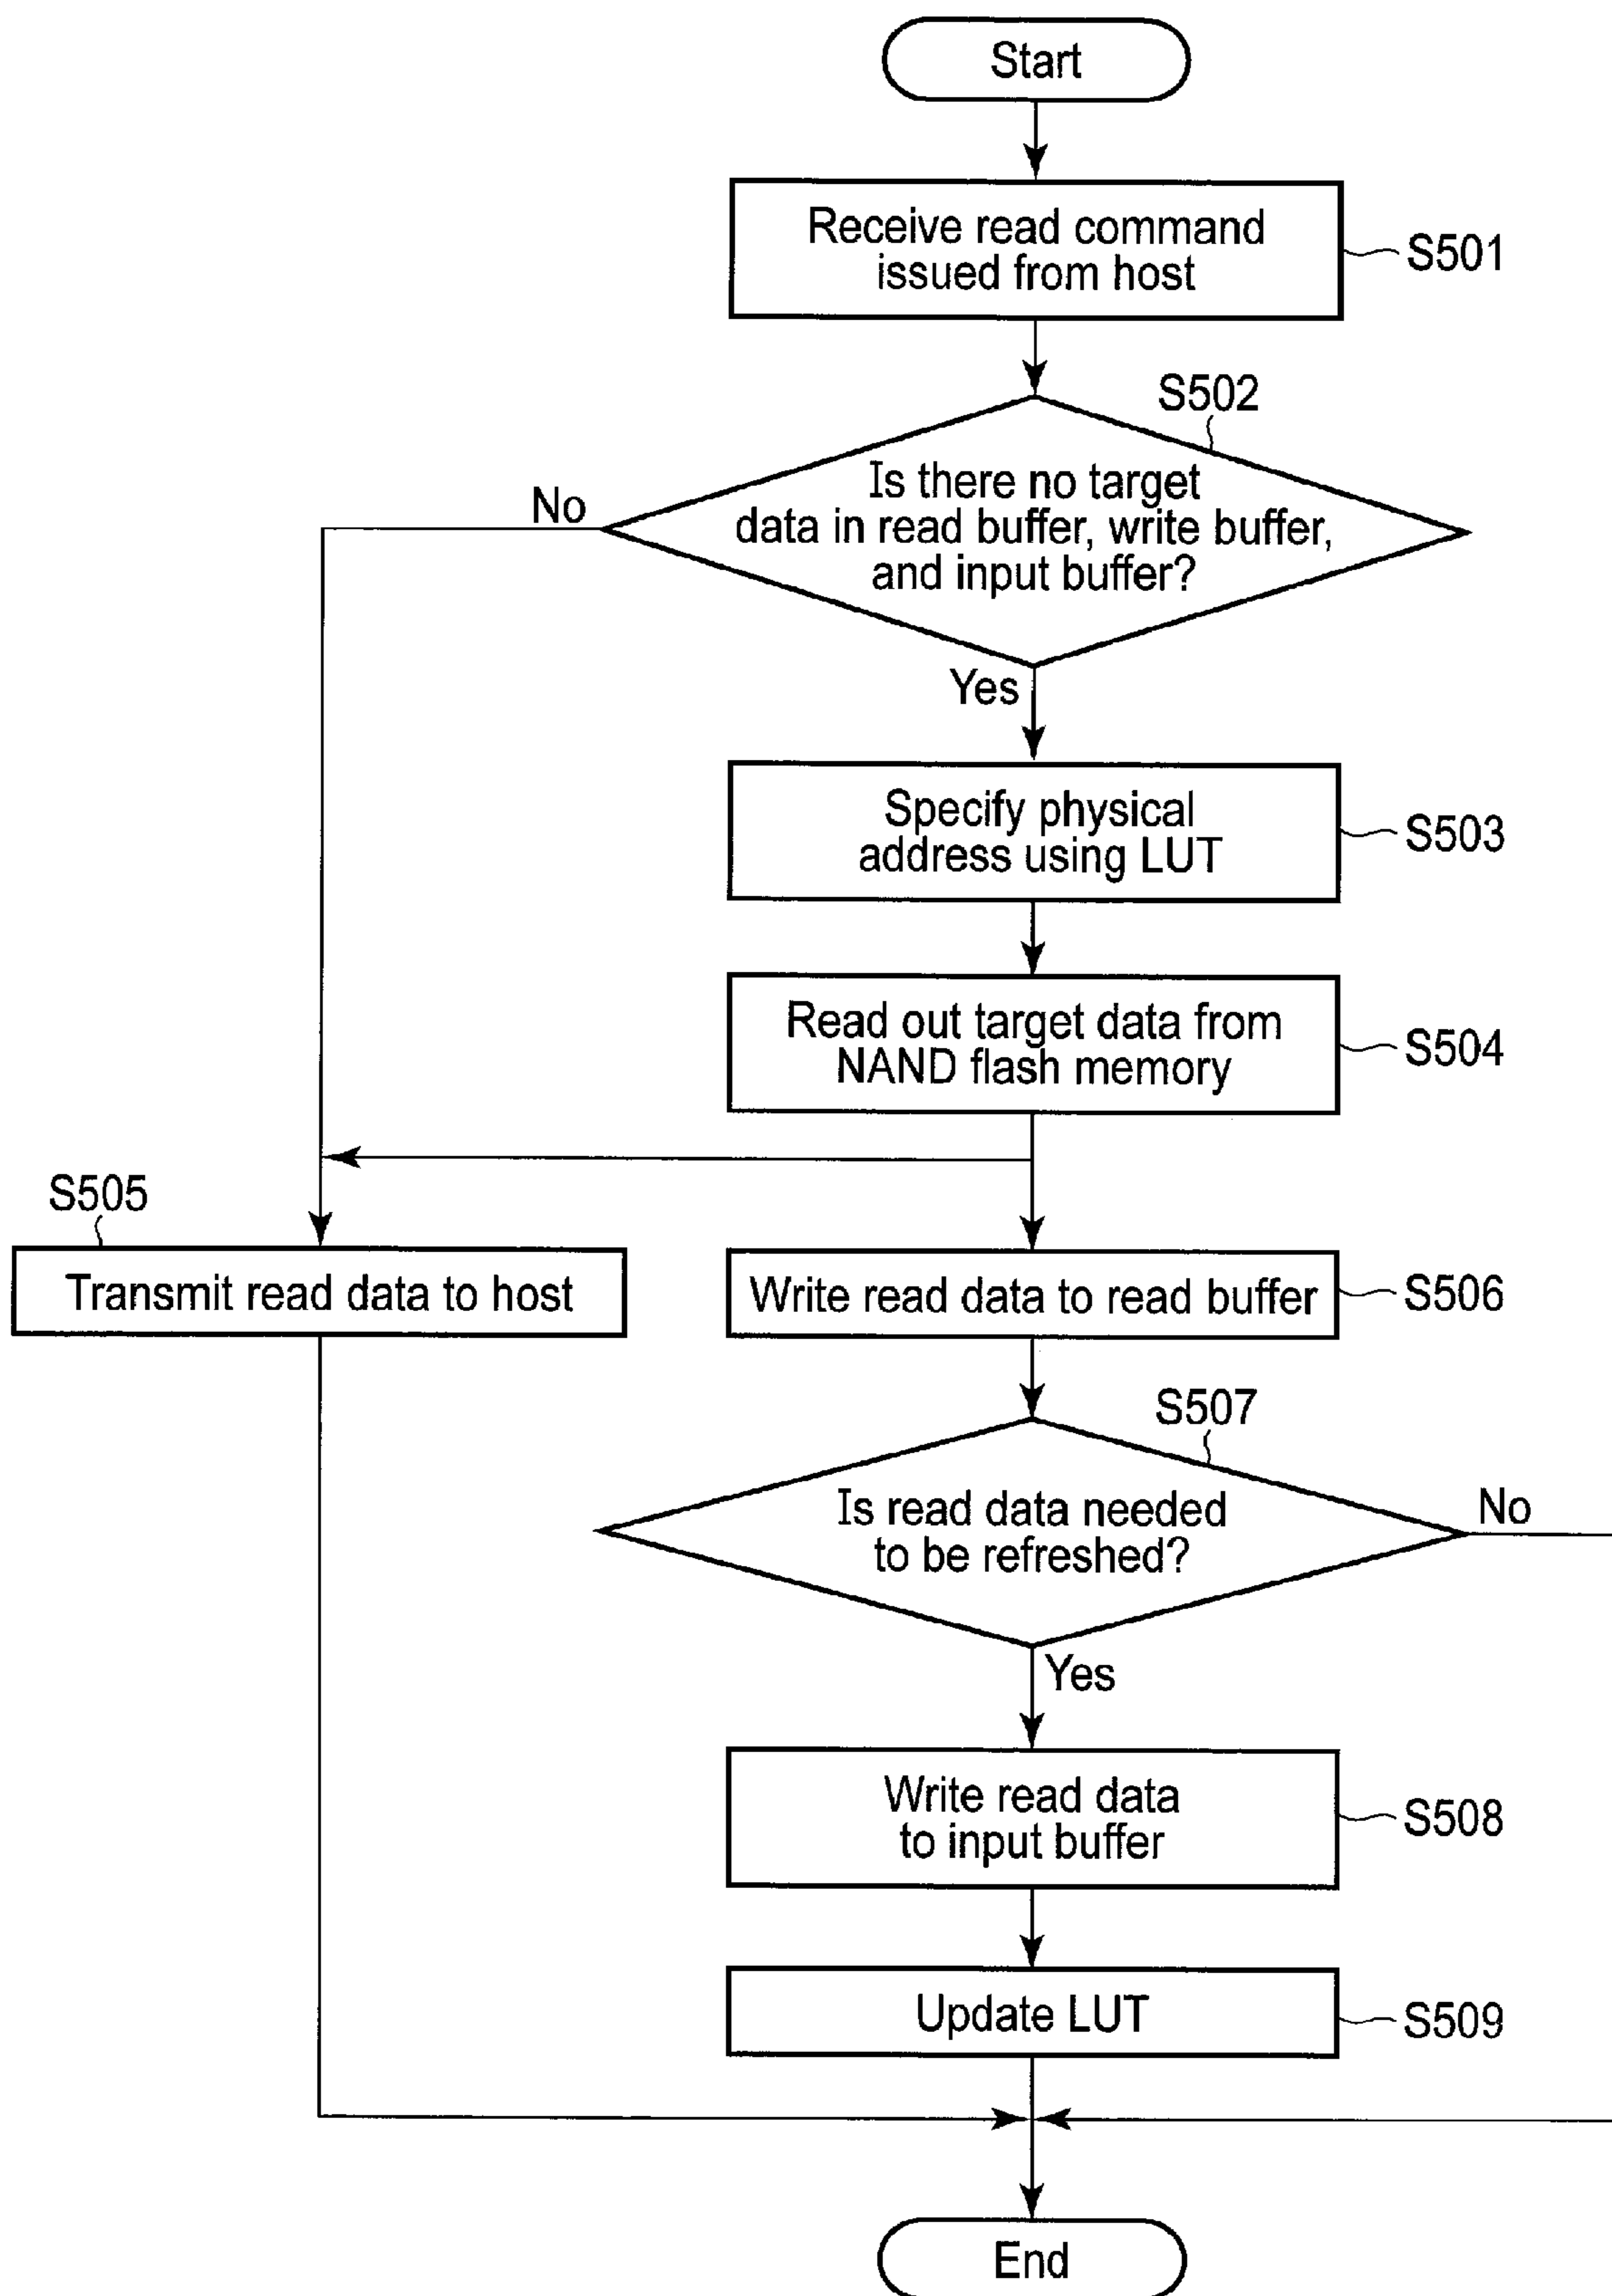 Start
Receive read command
issued from host
S501
S502
Is there no target
data in read buffer, write buffer,
and input buffer?
No
Yes
Specify physical
address using LUT
S503
Read out target data from
NAND flash memory
S504
S505
Transmit read data to host
Write read data to read buffer
S506
S507
Is read data needed
to be refreshed?
No
Yes
Write read data
to input buffer
S508
Update LUT
S509
End